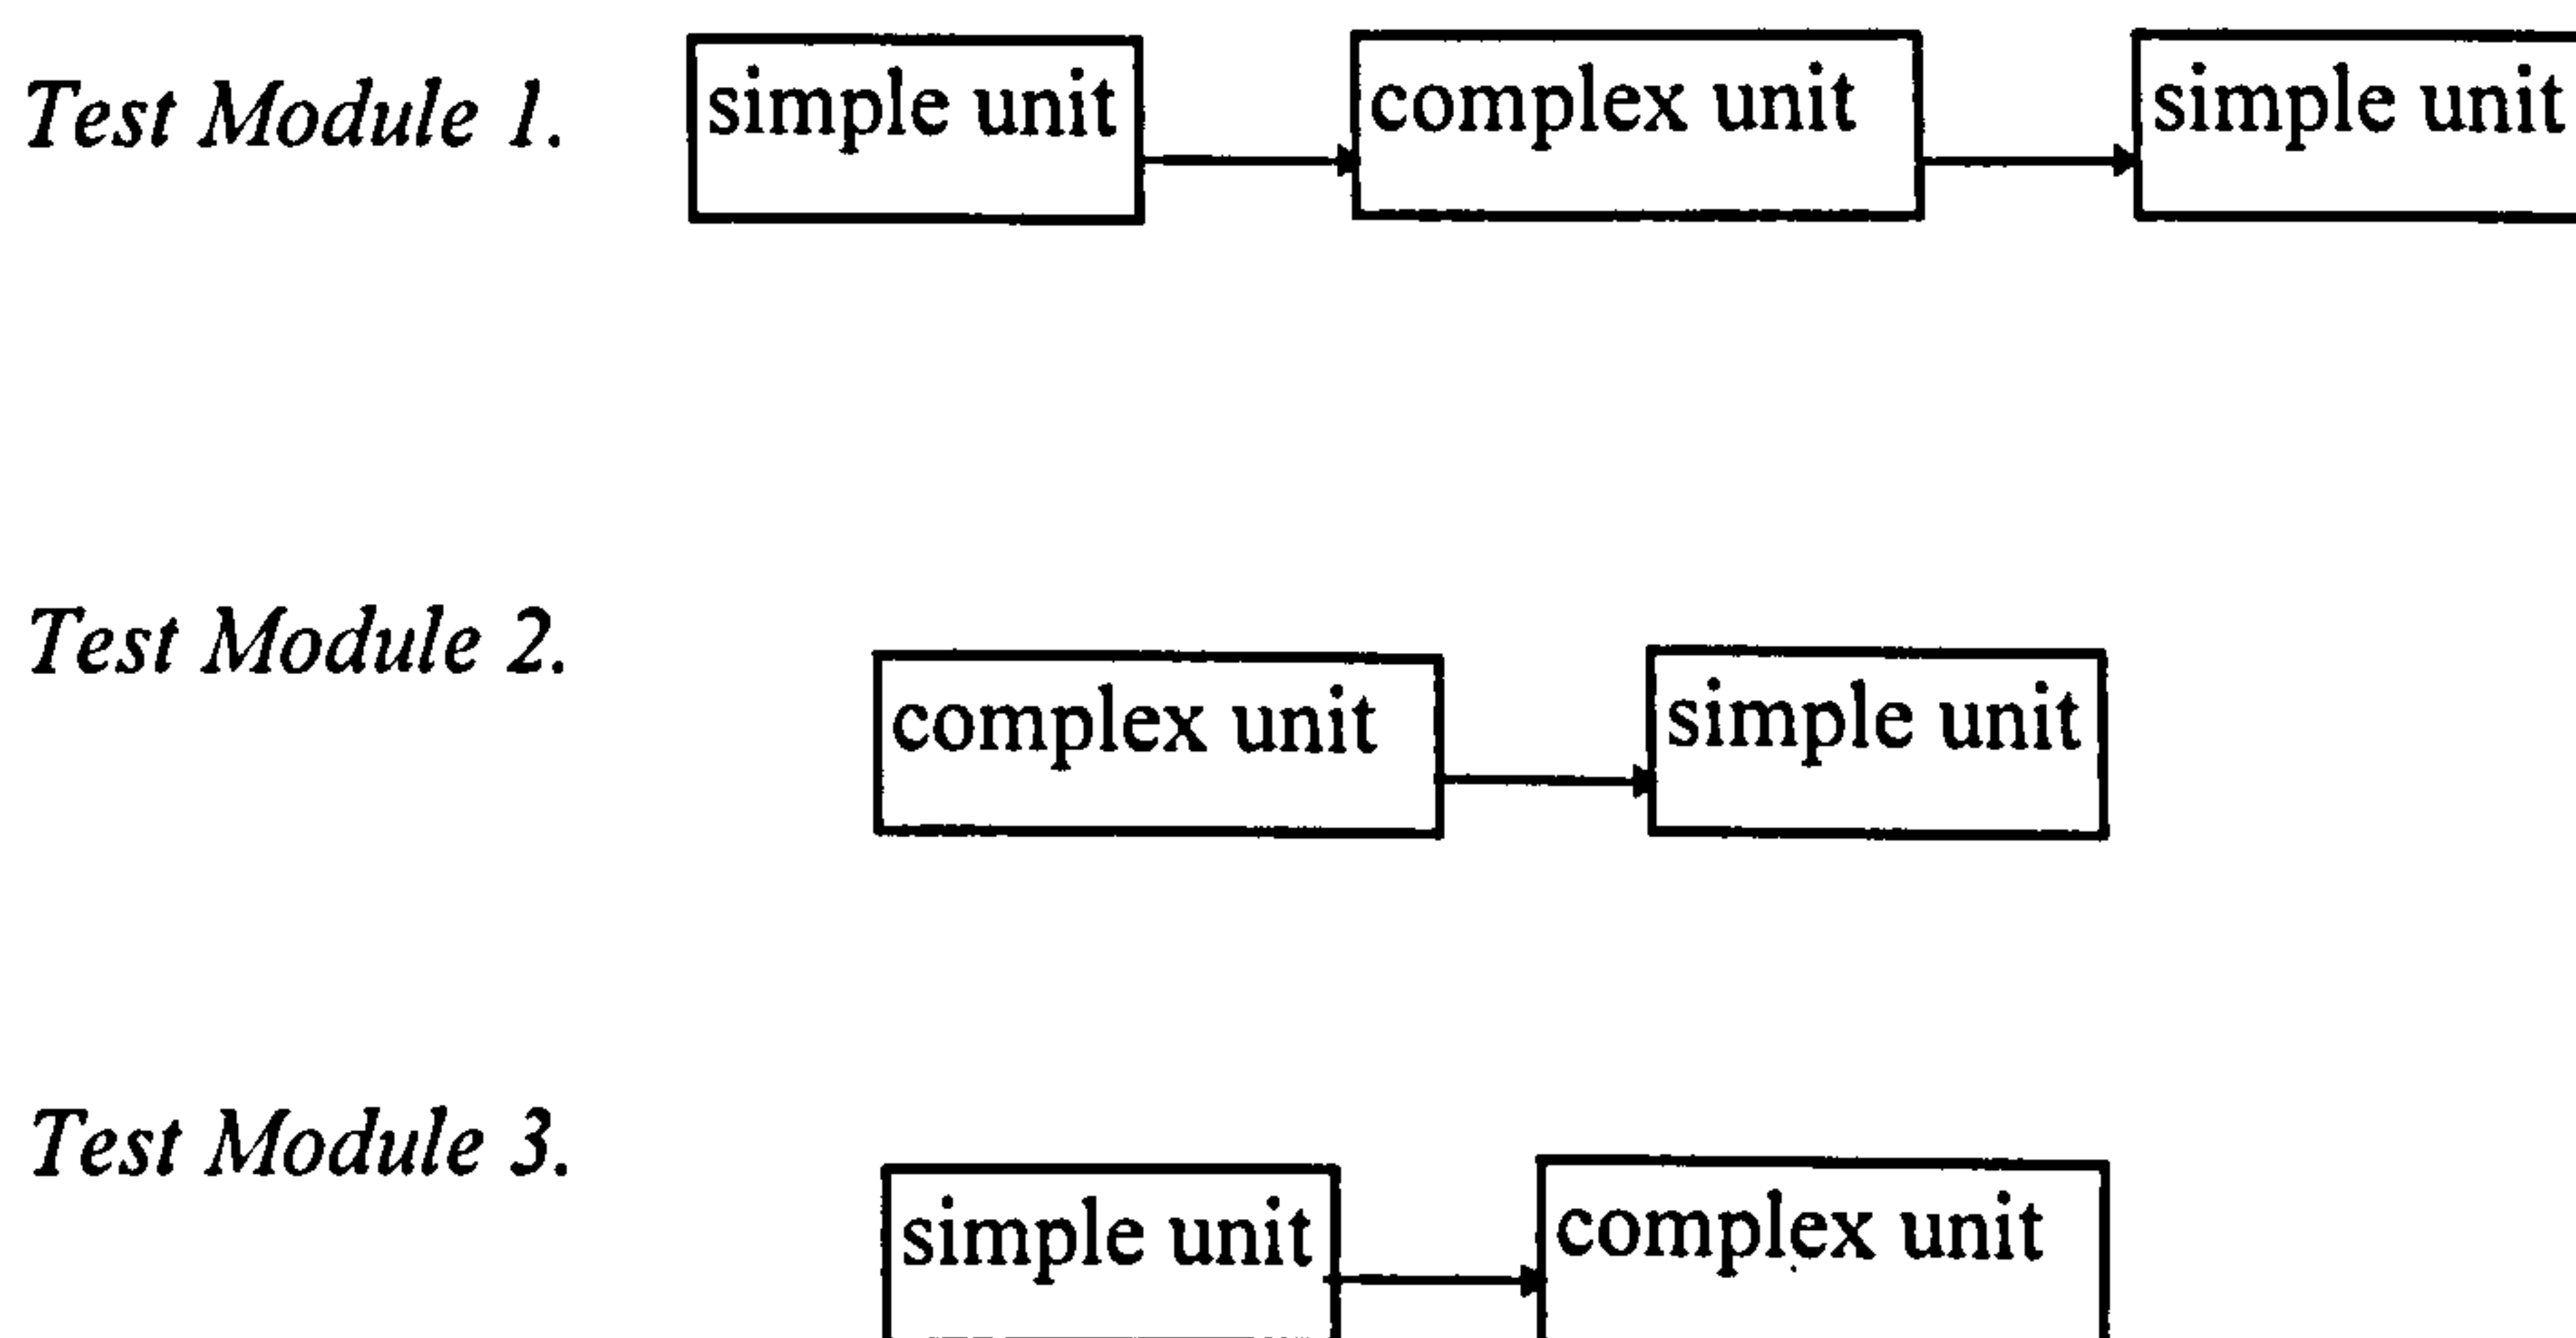 Test Module 1. simple unit complex unit simple unit
Test Module 2. complex unit simple unit
Test Module 3. simple unit complex unit